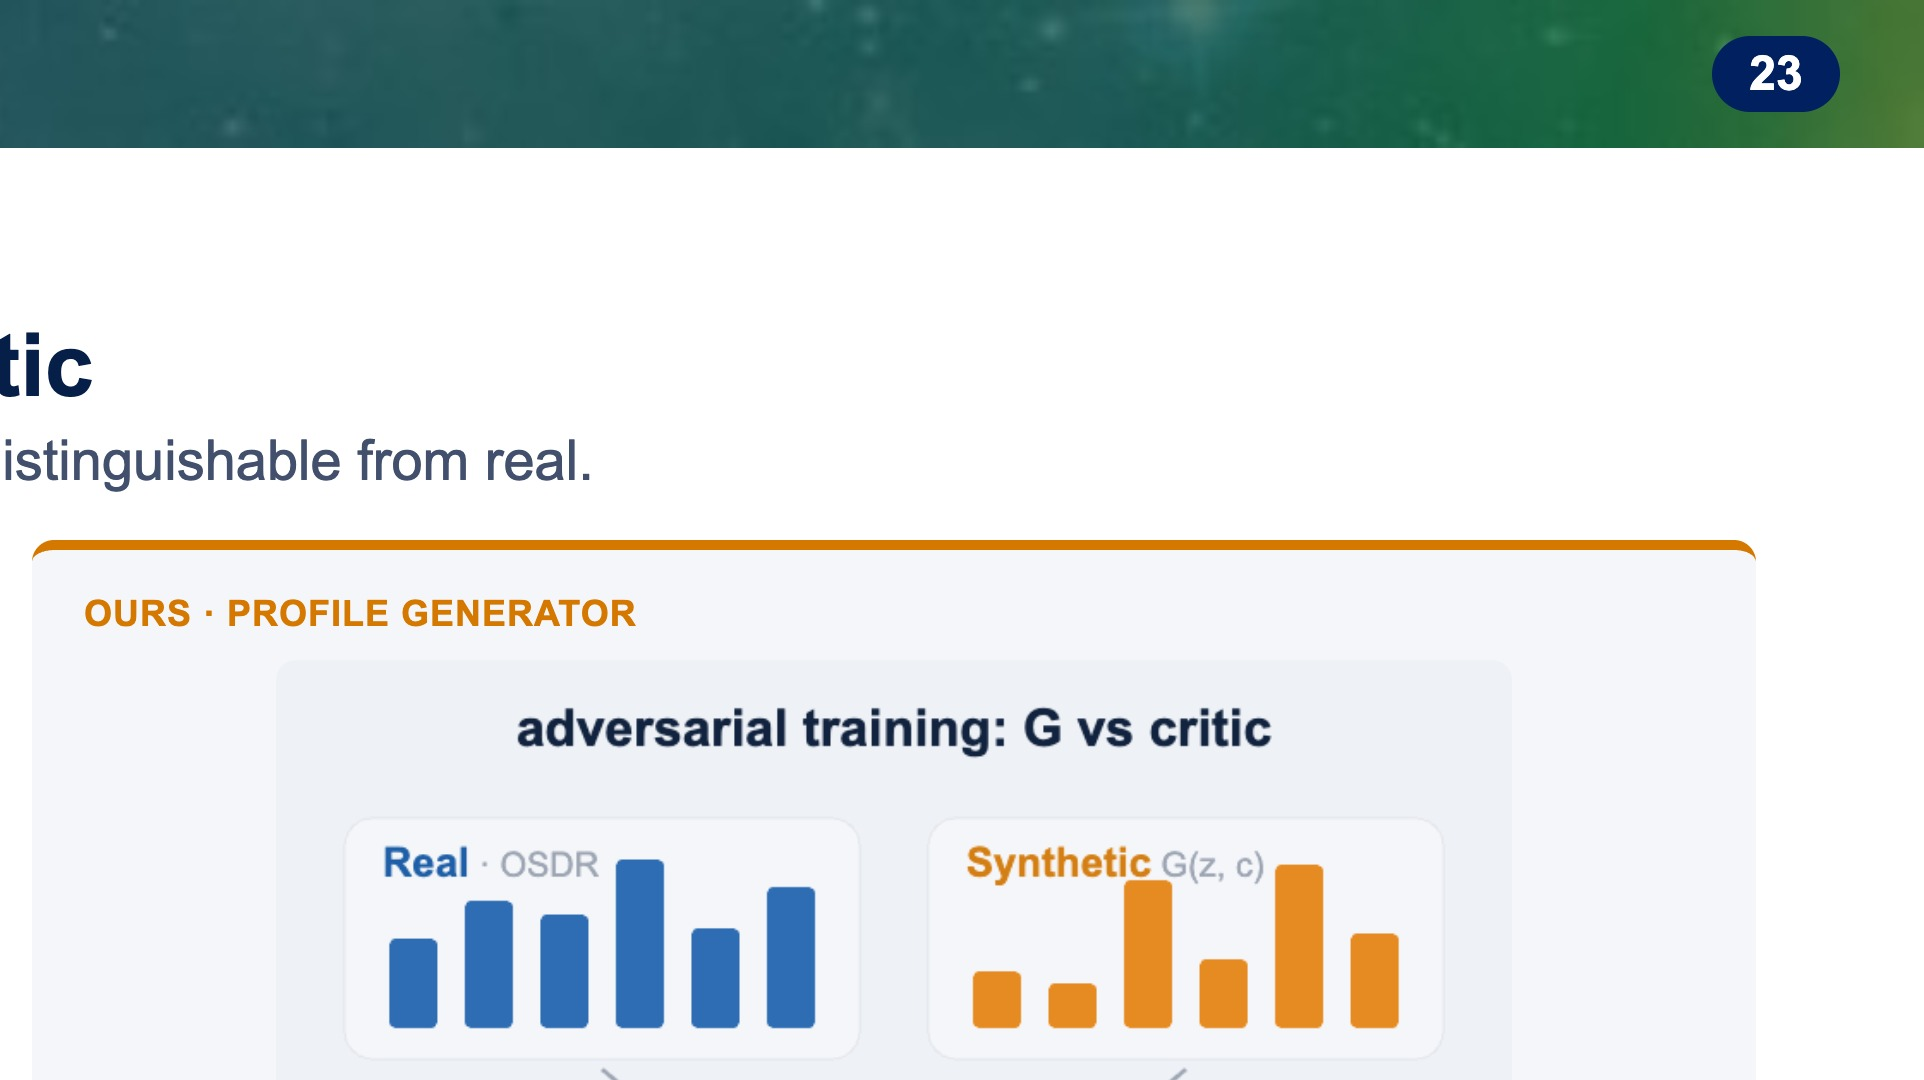 23
tic
istinguishable from real.
OURS · PROFILE GENERATOR
adversarial training: G vs critic
Real · OSDR
Synthetic G(z, c)